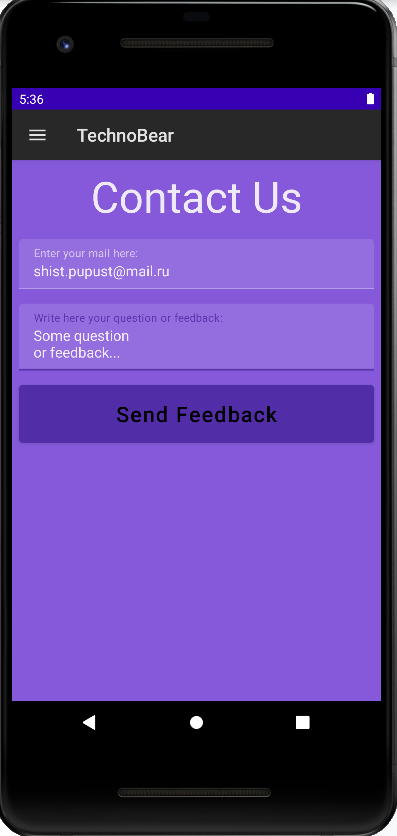 5:36
TechnoBear
Contact Us
Enter your mail here:
shist.pupust@mail.ru
Write here your question or feedback:
Some question
or feedback...
Send Feedback